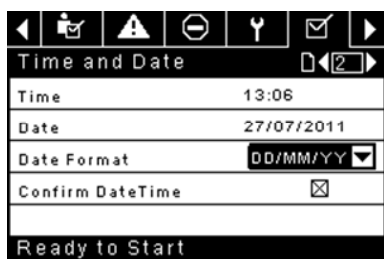 Time and Date 2
Time 13:06
Date 27/07/2011
Date Format DD/MM/YY
Confirm DateTime
Ready to Start